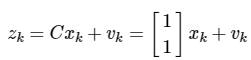 z_k = Cx_k + v_k = \begin{bmatrix} 1 \\ 1 \end{bmatrix} x_k + v_k